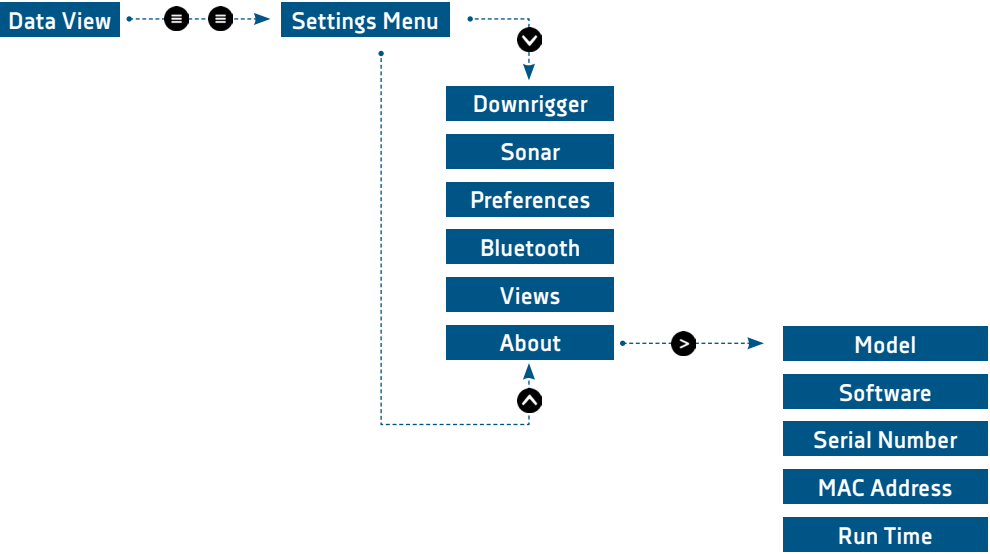 Data View
Settings Menu
Downrigger
Sonar
Preferences
Bluetooth
Views
About
Model
Software
Serial Number
MAC Address
Run Time